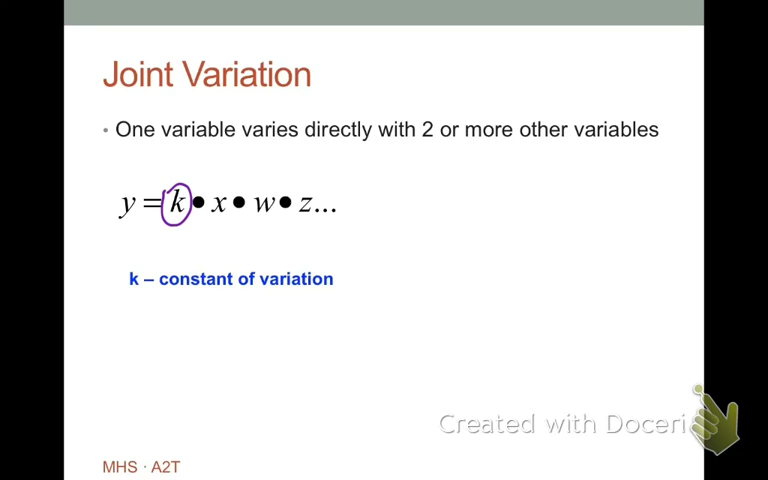 Joint Variation
• One variable varies directly with 2 or more other variables
y = k • x • w • z...
k – constant of variation
Created with Doceri
MHS · A2T